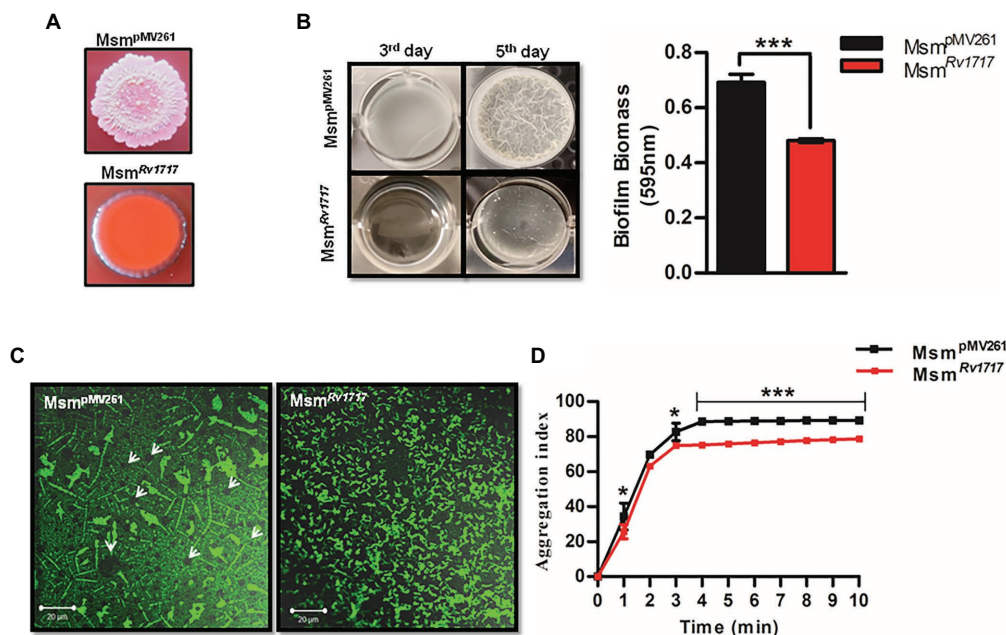 A
Msm^pMV261
Msm^Rv1717
B
3rd day
5th day
Msm^pMV261
Msm^Rv1717
Biofilm Biomass
(595nm)
0.8
0.6
0.4
0.2
0.0
***
Msm^pMV261
Msm^Rv1717
C
Msm^pMV261
20 µm
Msm^Rv1717
20 µm
D
Msm^pMV261
Msm^Rv1717
Aggregation index
100
80
60
40
20
0
*
*
***
0 1 2 3 4 5 6 7 8 9 10
Time (min)